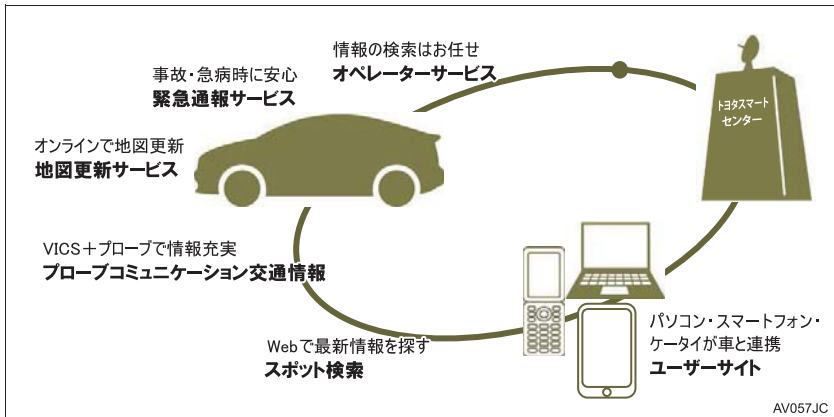 情報の検索はお任せ
オペレーターサービス
事故・急病時に安心
緊急通報サービス
トヨタスマート
センター
オンラインで地図更新
地図更新サービス
VICS＋プローブで情報充実
プローブコミュニケーション交通情報
Webで最新情報を探す
スポット検索
パソコン・スマートフォン・
ケータイが車と連携
ユーザーサイト
AV057JC